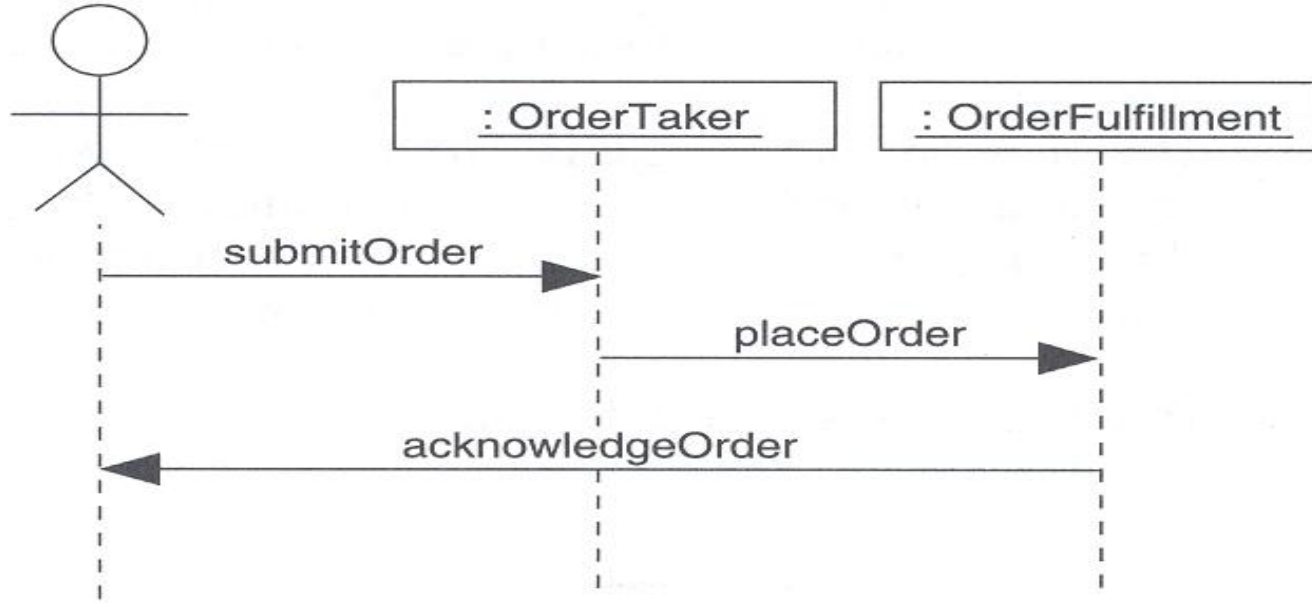 : OrderTaker
: OrderFulfillment
submitOrder
placeOrder
acknowledgeOrder